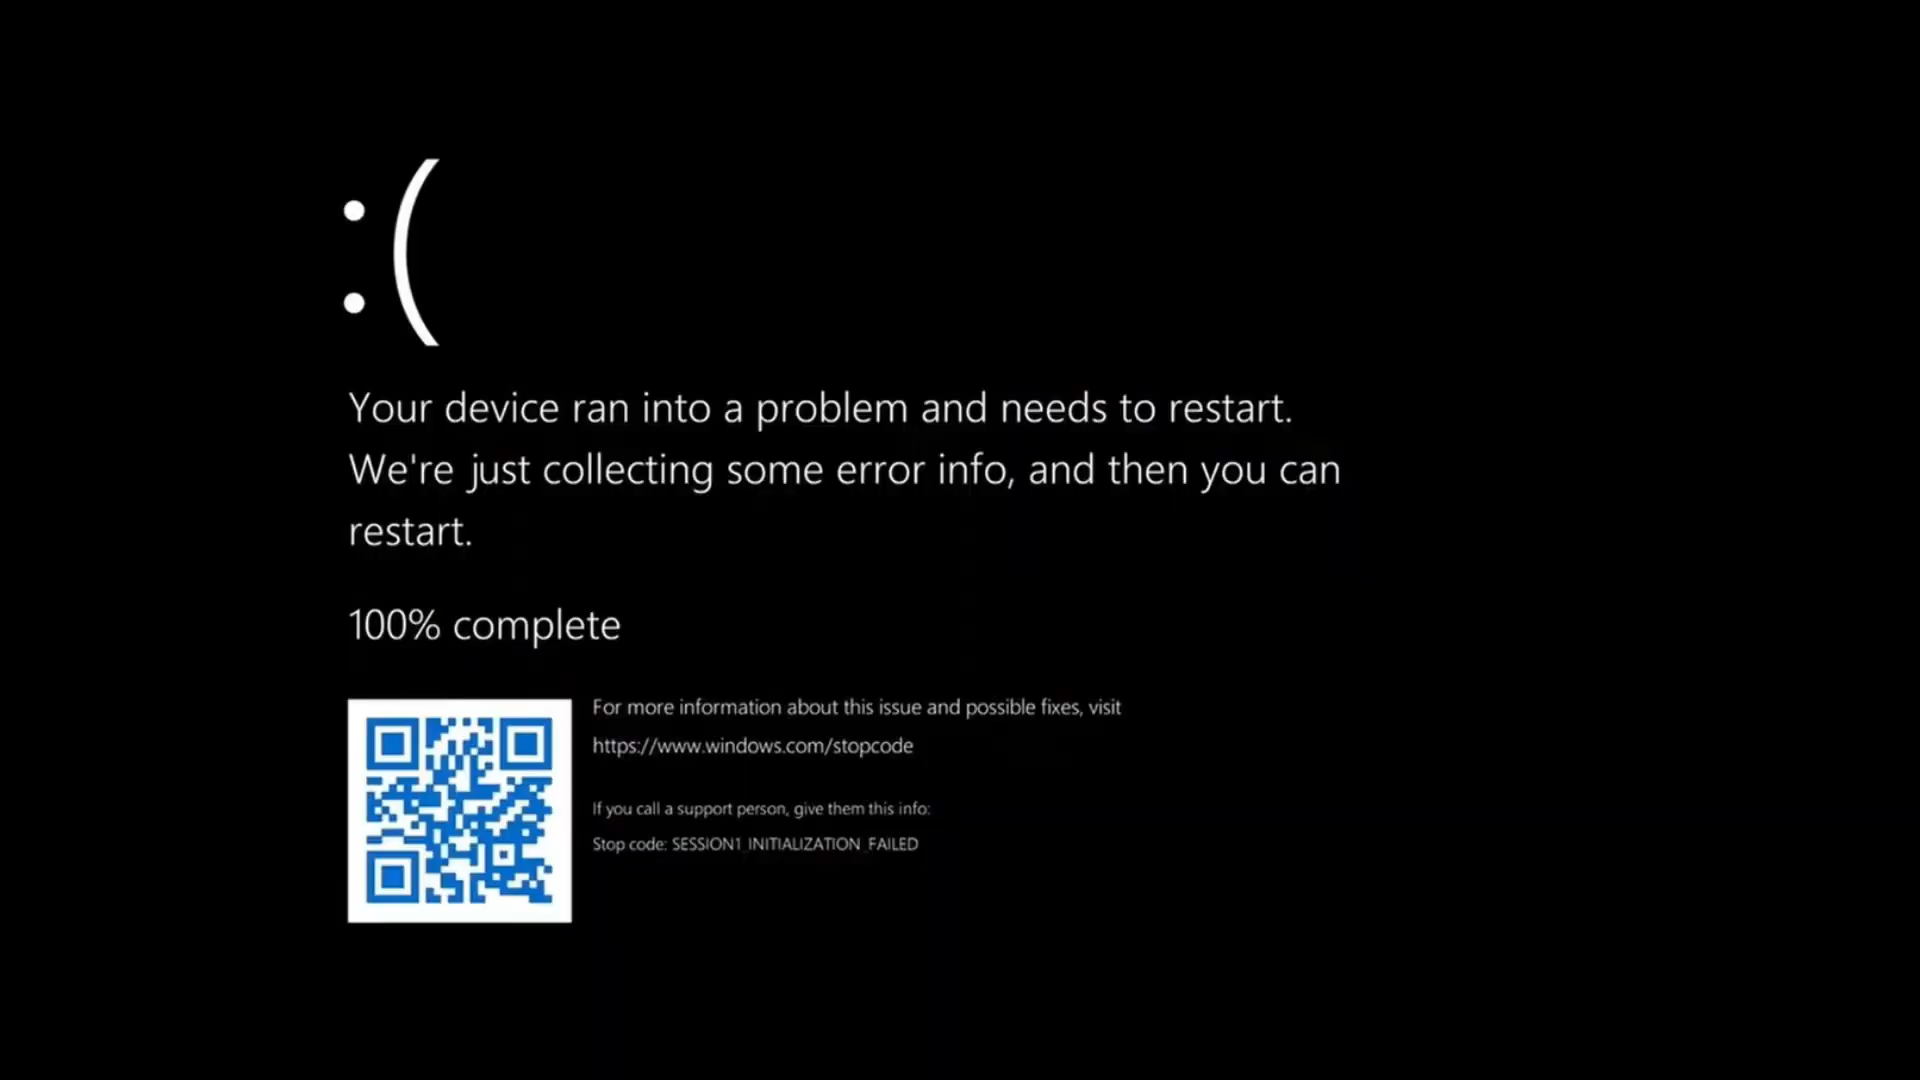 :(
Your device ran into a problem and needs to restart.
We're just collecting some error info, and then you can
restart.
100% complete
For more information about this issue and possible fixes, visit
https://www.windows.com/stopcode
If you call a support person, give them this info:
Stop code: SESSION1_INITIALIZATION_FAILED